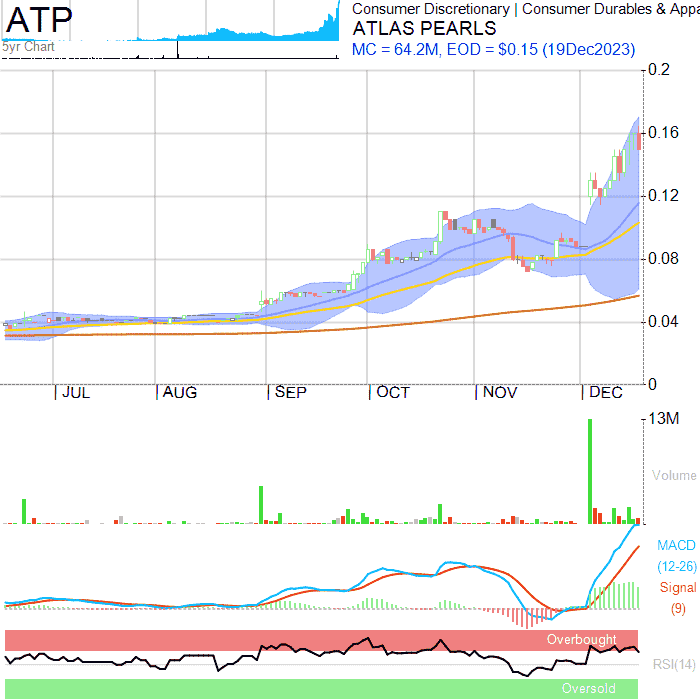 ATP
5yr Chart
Consumer Discretionary | Consumer Durables & Appa
ATLAS PEARLS
MC = 64.2M, EOD = $0.15 (19Dec2023)
0.2
0.16
0.12
0.08
0.04
0
JUL AUG SEP OCT NOV DEC
13M
Volume
MACD
(12-26)
Signal
(9)
Overbought
RSI(14)
Oversold